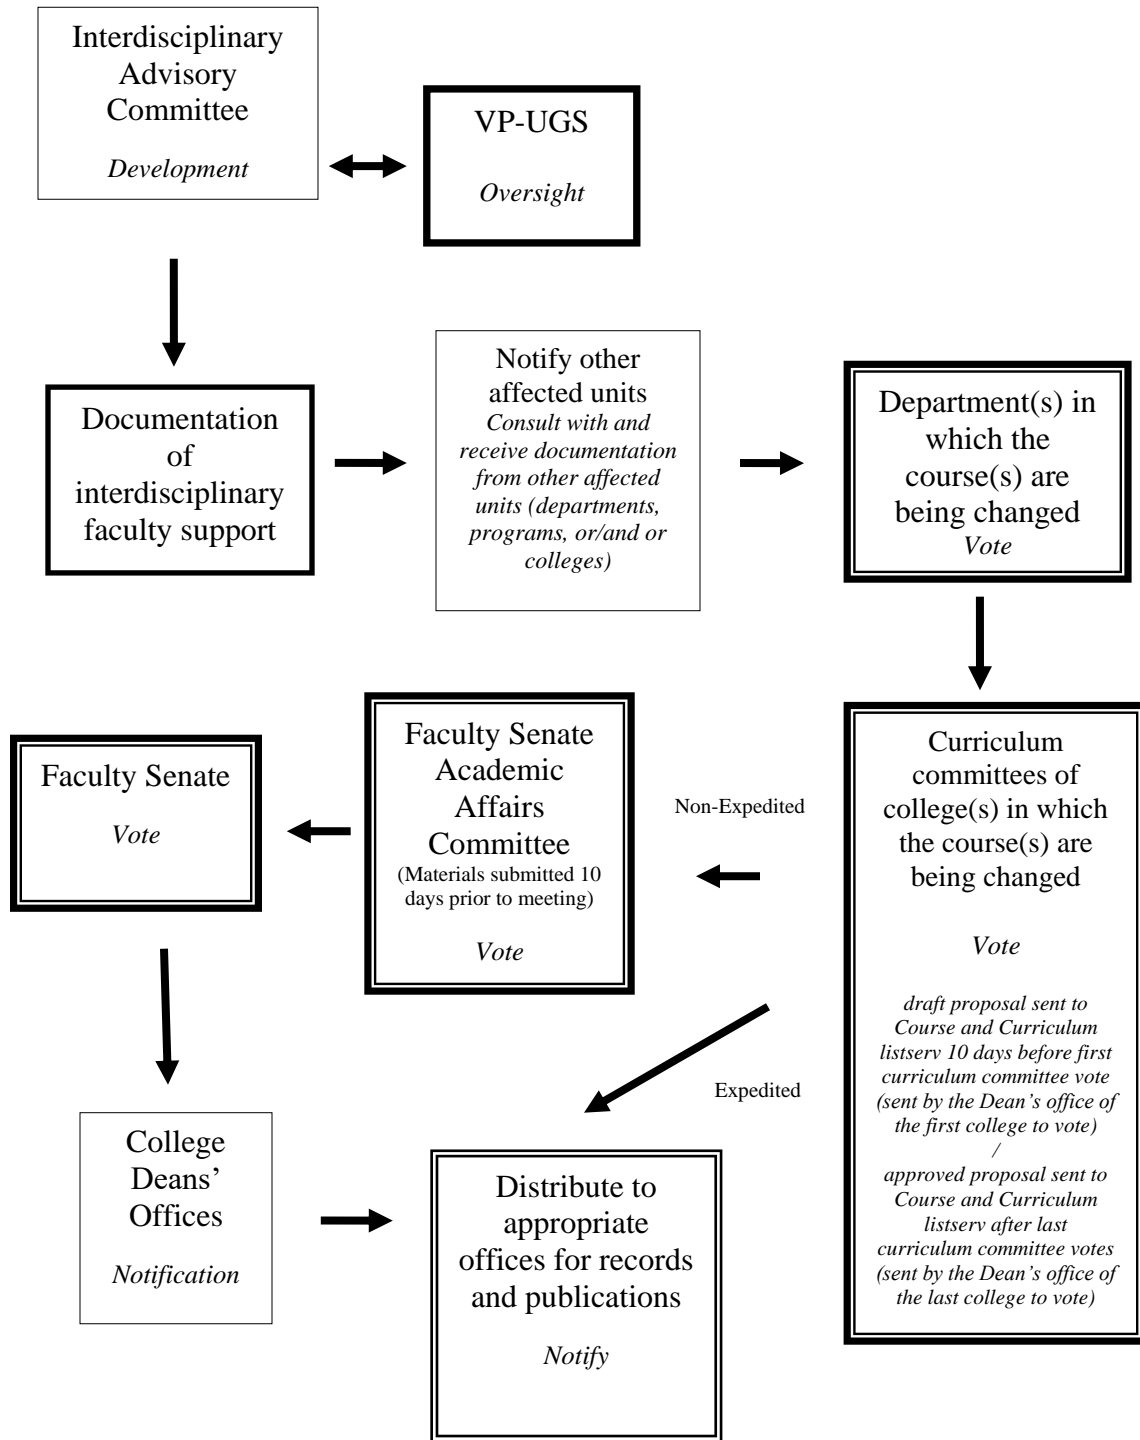 Interdisciplinary
Advisory
Committee
Development
VP-UGS
Oversight
Documentation
of
interdisciplinary
faculty support
Notify other
affected units
Consult with and
receive documentation
from other affected
units (departments,
programs, or/and or
colleges)
Department(s) in
which the
course(s) are
being changed
Vote
Curriculum
committees of
college(s) in which
the course(s) are
being changed
Vote
draft proposal sent to
Course and Curriculum
listserv 10 days before first
curriculum committee vote
(sent by the Dean’s office of
the first college to vote)
/
approved proposal sent to
Course and Curriculum
listserv after last
curriculum committee votes
(sent by the Dean’s office of
the last college to vote)
Non-Expedited
Faculty Senate
Academic
Affairs
Committee
(Materials submitted 10
days prior to meeting)
Vote
Faculty Senate
Vote
Expedited
College
Deans’
Offices
Notification
Distribute to
appropriate
offices for records
and publications
Notify